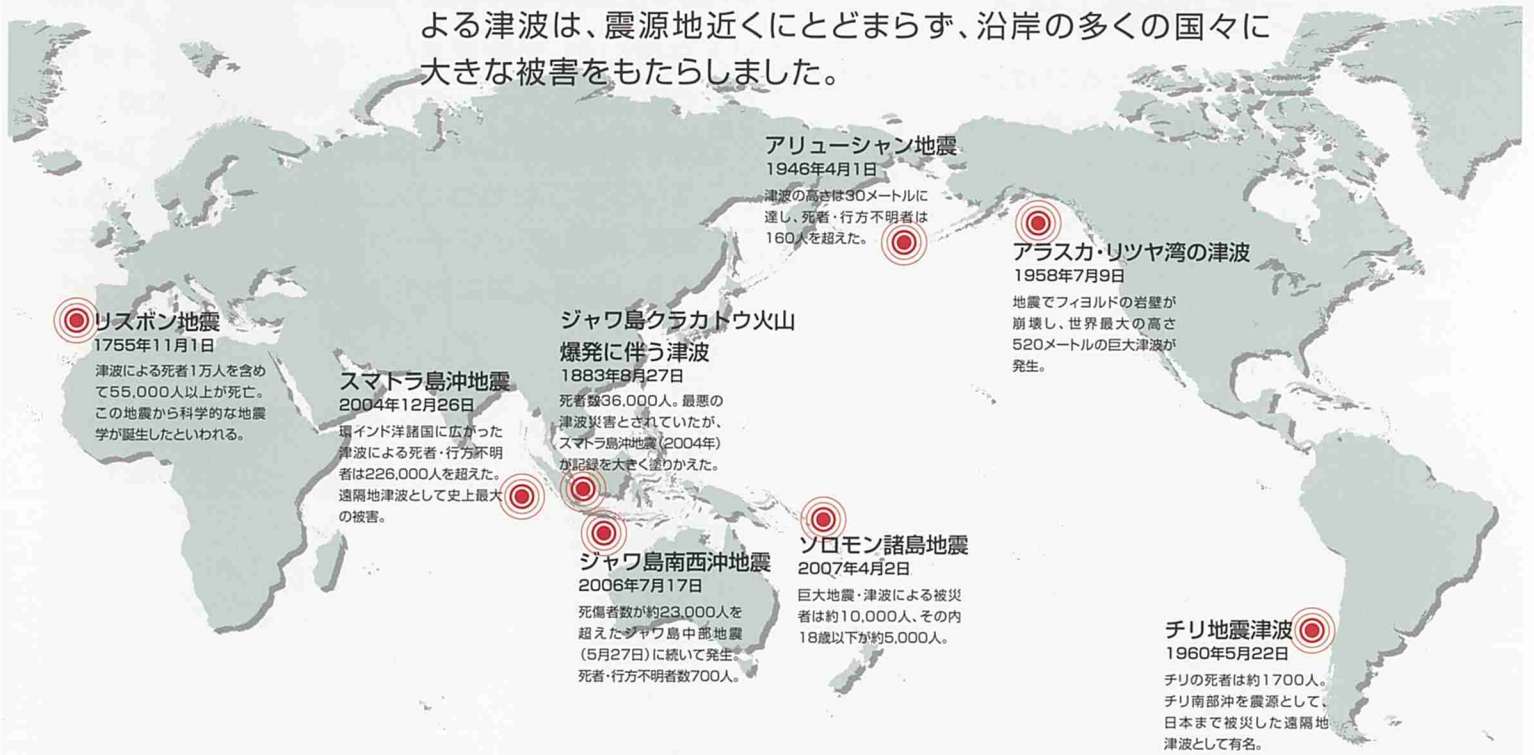 よる津波は、震源地近くにとどまらず、沿岸の多くの国々に
大きな被害をもたらしました。
アリューシャン地震
1946年4月1日
津波の高さは30メートルに
達し、死者・行方不明者は
160人を超えた。
アラスカ・リツヤ湾の津波
1958年7月9日
地震でフィヨルドの岩壁が
崩壊し、世界最大の高さ
520メートルの巨大津波が
発生。
リスボン地震
1755年11月1日
津波による死者1万人を含め
て55,000人以上が死亡。
この地震から科学的な地震
学が誕生したといわれる。
スマトラ島沖地震
2004年12月26日
環インド洋諸国に広がった
津波による死者・行方不明
者は226,000人を超えた。
遠隔地津波として史上最大
の被害。
ジャワ島クラカトウ火山
爆発に伴う津波
1883年8月27日
死者数36,000人。最悪の
津波災害とされていたが、
スマトラ島沖地震(2004年)
が記録を大きく塗りかえた。
ジャワ島南西沖地震
2006年7月17日
死傷者数が約23,000人を
超えたジャワ島中部地震
(5月27日)に続いて発生。
死者・行方不明者数700人。
ソロモン諸島地震
2007年4月2日
巨大地震・津波による被災
者は約10,000人、その内
18歳以下が約5,000人。
チリ地震津波
1960年5月22日
チリの死者は約1700人。
チリ南部沖を震源として、
日本まで被災した遠隔地
津波として有名。